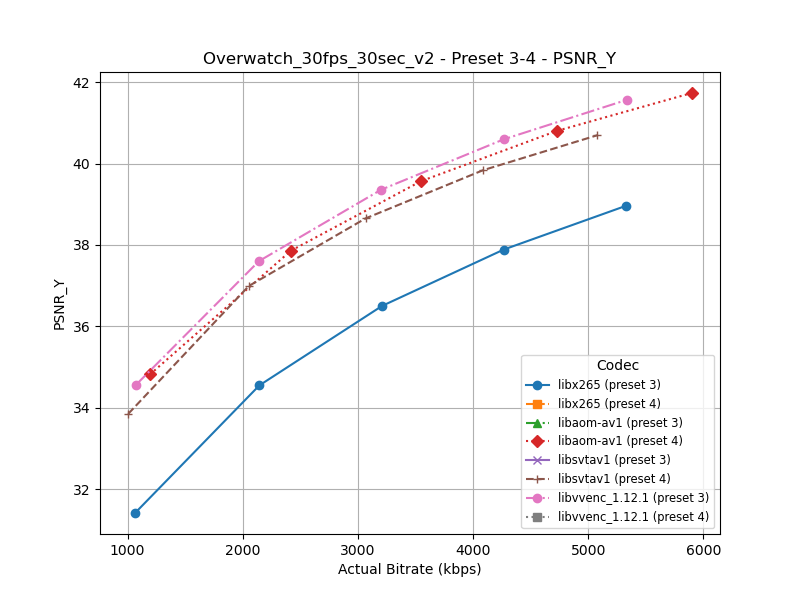 Overwatch_30fps_30sec_v2 - Preset 3-4 - PSNR_Y
42
40
38
36
34
32
PSNR_Y
1000 2000 3000 4000 5000 6000
Actual Bitrate (kbps)
Codec
libx265 (preset 3)
libx265 (preset 4)
libaom-av1 (preset 3)
libaom-av1 (preset 4)
libsvtav1 (preset 3)
libsvtav1 (preset 4)
libvvenc_1.12.1 (preset 3)
libvvenc_1.12.1 (preset 4)